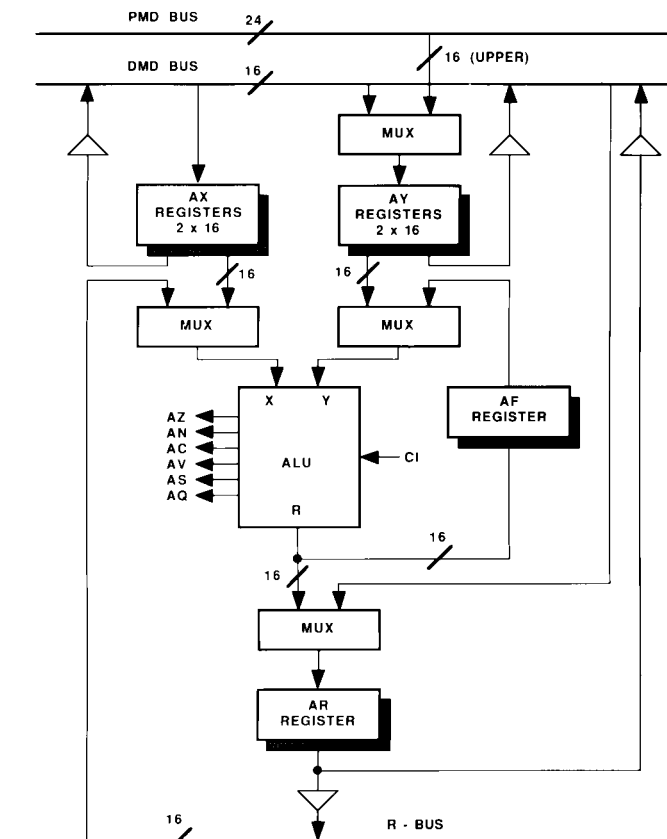 PMD BUS 24
16 (UPPER)
DMD BUS 16
MUX
AX
REGISTERS
2 x 16
AY
REGISTERS
2 x 16
16
16
MUX
MUX
X Y
AF
REGISTER
AZ
AN
AC
AV
AS
AQ
ALU
CI
R
16
16
MUX
AR
REGISTER
16
R - BUS